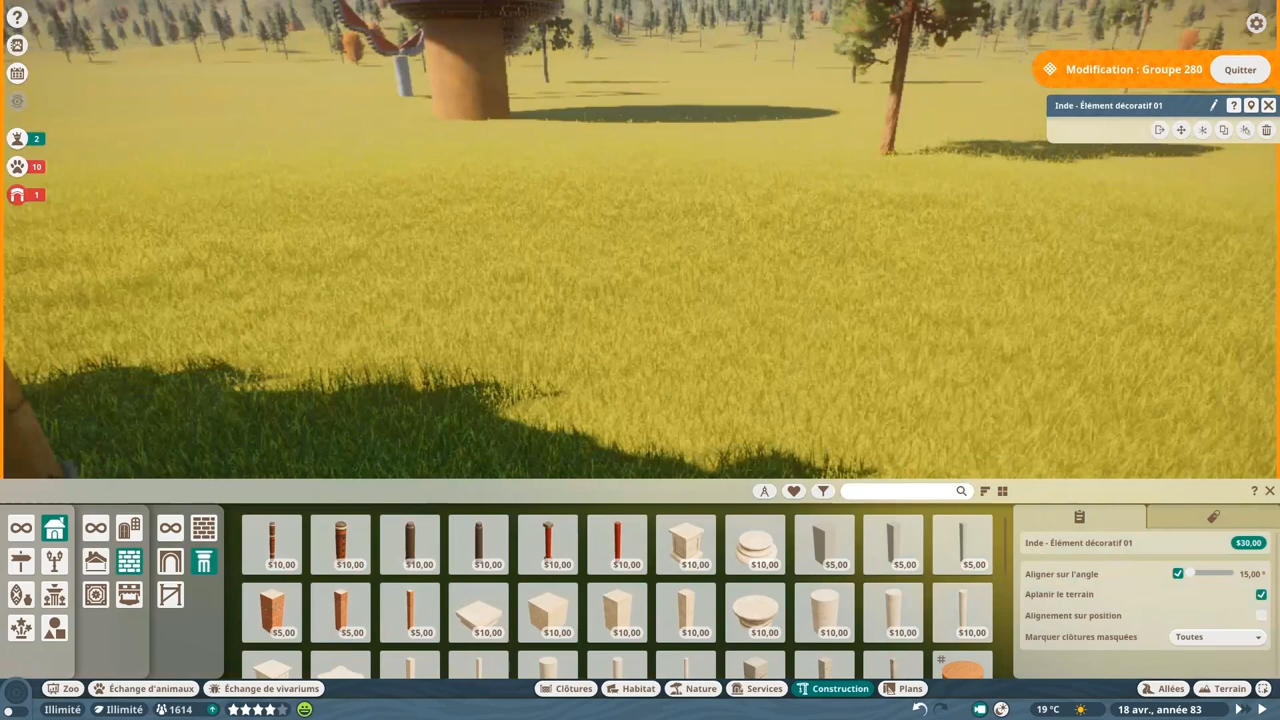 Modification : Groupe 280
Quitter
Inde - Élément décoratif 01
?
2
10
1
?
$10,00 $10,00 $10,00 $10,00 $10,00 $10,00 $10,00 $10,00 $5,00 $5,00 $5,00
$5,00 $5,00 $5,00 $10,00 $10,00 $10,00 $10,00 $10,00 $10,00 $10,00 $10,00
#
?
Inde - Élément décoratif 01 $30,00
Aligner sur l'angle 15,00 °
Aplanir le terrain
Alignement sur position
Marquer clôtures masquées Toutes
Zoo Échange d'animaux Échange de vivariums Clôtures Habitat Nature Services Construction Plans Allées Terrain
Illimité Illimité 1614 19 °C 18 avr., année 83